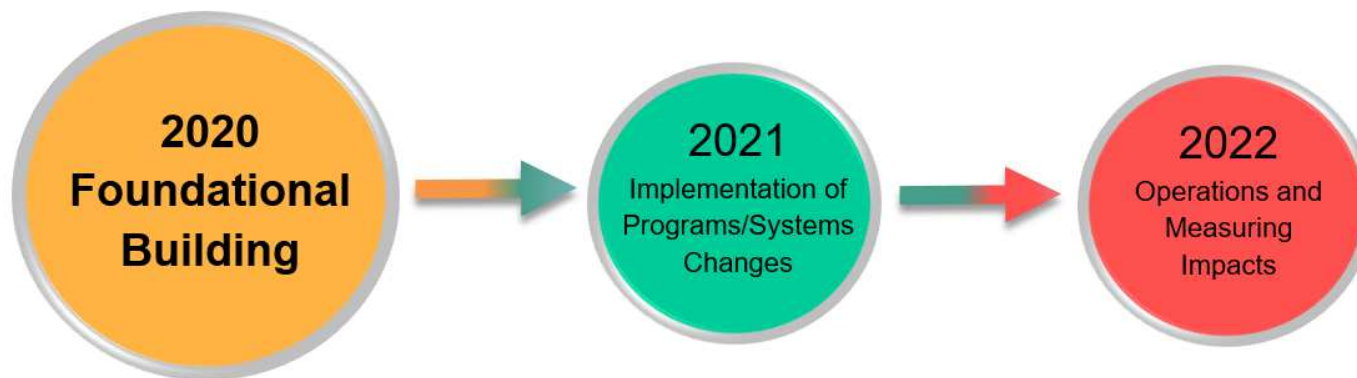 2020
Foundational
Building
2021
Implementation of
Programs/Systems
Changes
2022
Operations and
Measuring
Impacts